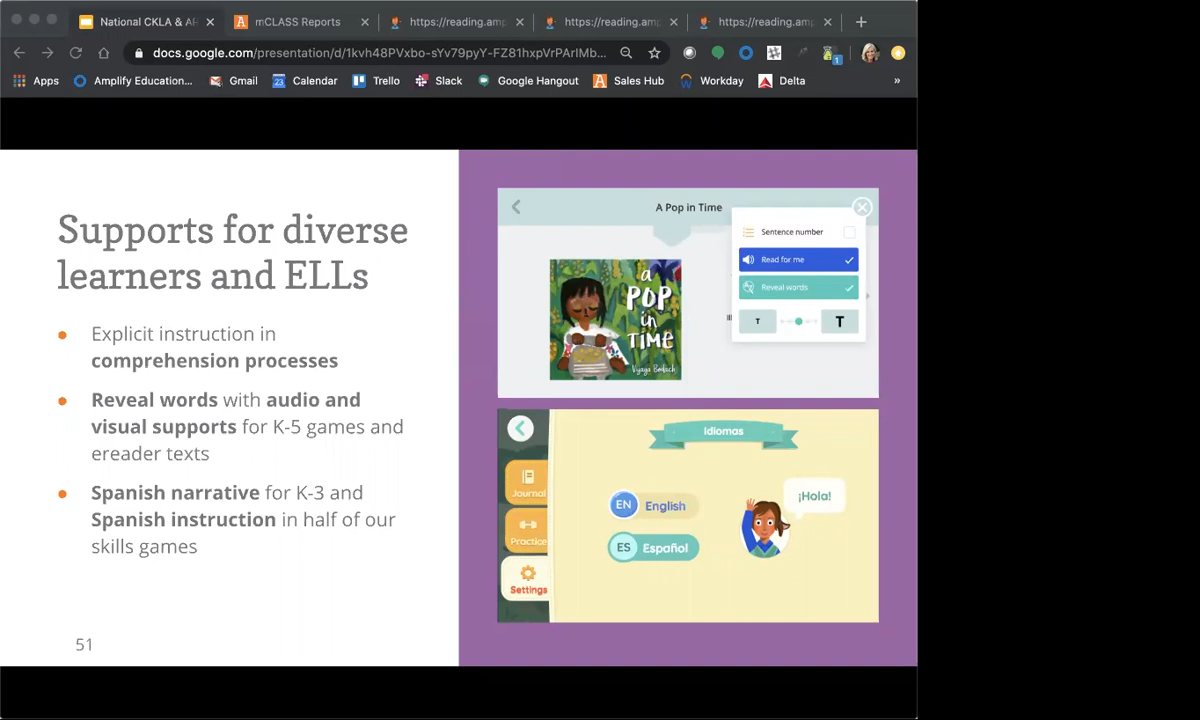 National CKLA & AR
mCLASS Reports
https://reading.amp
https://reading.amp
https://reading.amp
docs.google.com/presentation/d/1kvh48PVxbo-sYv79pyY-FZ81hxpVrPArIMb...
Apps
Amplify Education...
Gmail
23
Calendar
Trello
Slack
Google Hangout
Sales Hub
Workday
Delta
»
1
Supports for diverse
learners and ELLs
• Explicit instruction in
comprehension processes
• Reveal words with audio and
visual supports for K-5 games and
ereader texts
• Spanish narrative for K-3 and
Spanish instruction in half of our
skills games
51
A Pop in Time
Sentence number
Read for me
Reveal words
T
T
a
POP
in
TIME
Idiomas
Journal
Practice
Settings
EN English
ES Español
¡Hola!